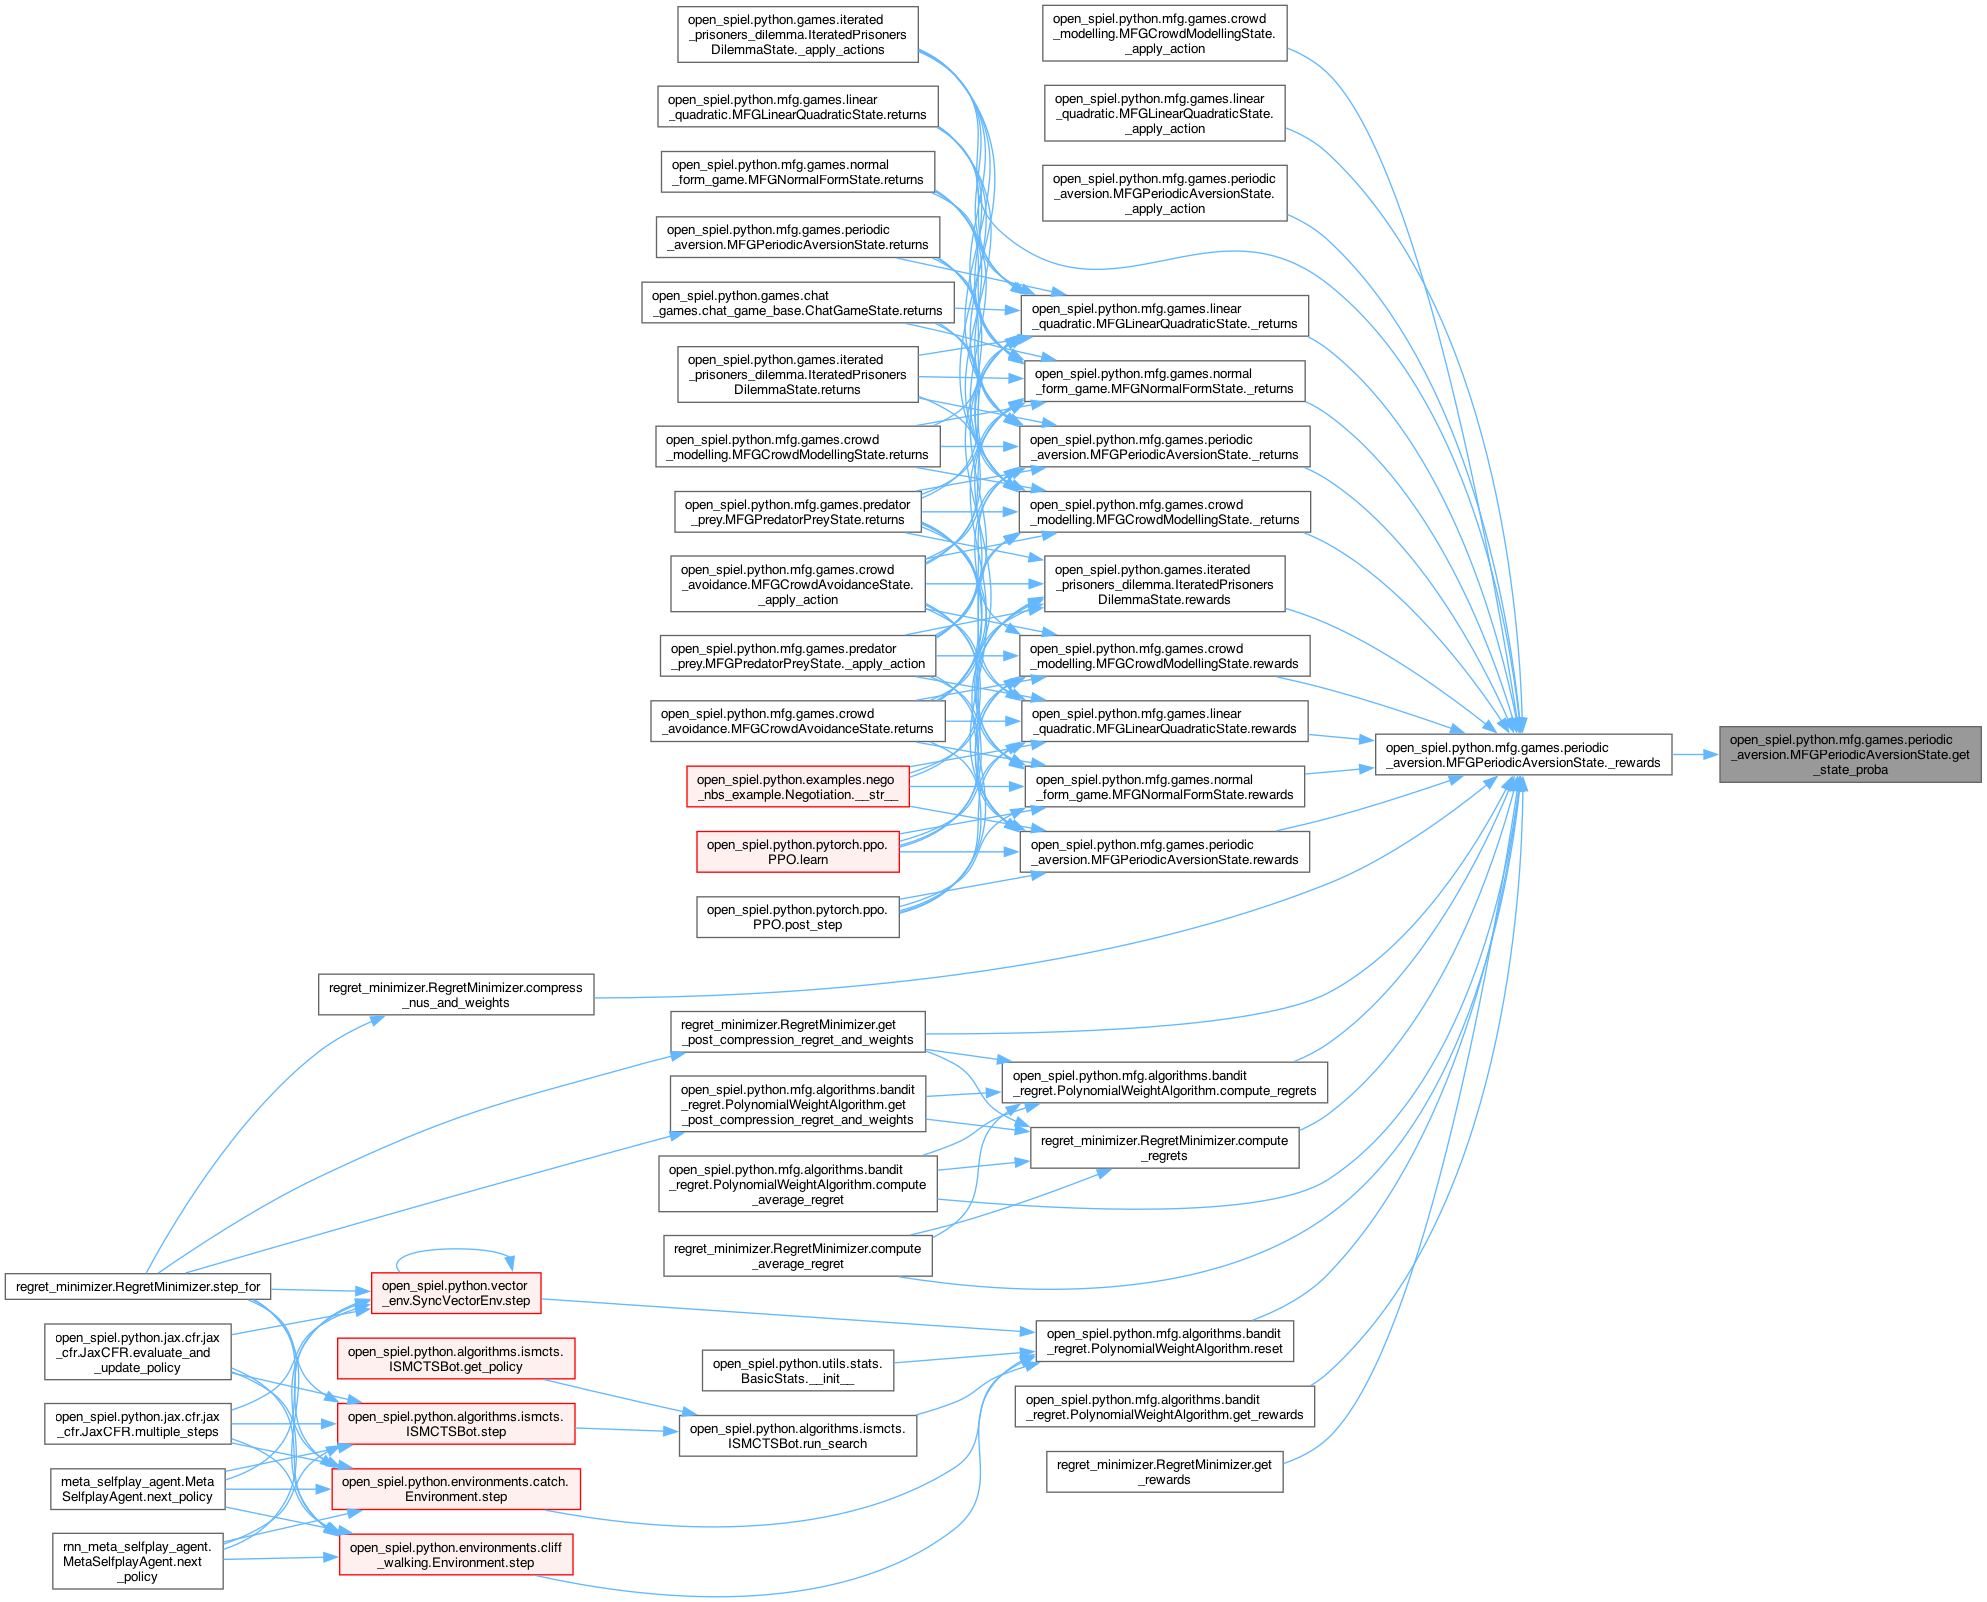 open_spiel.python.games.iterated
_prisoners_dilemma.IteratedPrisoners
DilemmaState._apply_actions
open_spiel.python.mfg.games.linear
_quadratic.MFGLinearQuadraticState.returns
open_spiel.python.mfg.games.normal
_form_game.MFGNormalFormState.returns
open_spiel.python.mfg.games.periodic
_aversion.MFGPeriodicAversionState.returns
open_spiel.python.games.chat
_games.chat_game_base.ChatGameState.returns
open_spiel.python.games.iterated
_prisoners_dilemma.IteratedPrisoners
DilemmaState.returns
open_spiel.python.mfg.games.crowd
_modelling.MFGCrowdModellingState.returns
open_spiel.python.mfg.games.predator
_prey.MFGPredatorPreyState.returns
open_spiel.python.mfg.games.crowd
_avoidance.MFGCrowdAvoidanceState.
_apply_action
open_spiel.python.mfg.games.predator
_prey.MFGPredatorPreyState._apply_action
open_spiel.python.mfg.games.crowd
_avoidance.MFGCrowdAvoidanceState.returns
open_spiel.python.examples.nego
_nbs_example.Negotiation.__str__
open_spiel.python.pytorch.ppo.
PPO.learn
open_spiel.python.pytorch.ppo.
PPO.post_step
open_spiel.python.mfg.games.crowd
_modelling.MFGCrowdModellingState.
_apply_action
open_spiel.python.mfg.games.linear
_quadratic.MFGLinearQuadraticState.
_apply_action
open_spiel.python.mfg.games.periodic
_aversion.MFGPeriodicAversionState.
_apply_action
open_spiel.python.mfg.games.linear
_quadratic.MFGLinearQuadraticState._returns
open_spiel.python.mfg.games.normal
_form_game.MFGNormalFormState._returns
open_spiel.python.mfg.games.periodic
_aversion.MFGPeriodicAversionState._returns
open_spiel.python.mfg.games.crowd
_modelling.MFGCrowdModellingState._returns
open_spiel.python.games.iterated
_prisoners_dilemma.IteratedPrisoners
DilemmaState.rewards
open_spiel.python.mfg.games.crowd
_modelling.MFGCrowdModellingState.rewards
open_spiel.python.mfg.games.linear
_quadratic.MFGLinearQuadraticState.rewards
open_spiel.python.mfg.games.normal
_form_game.MFGNormalFormState.rewards
open_spiel.python.mfg.games.periodic
_aversion.MFGPeriodicAversionState.rewards
open_spiel.python.mfg.games.periodic
_aversion.MFGPeriodicAversionState._rewards
open_spiel.python.mfg.games.periodic
_aversion.MFGPeriodicAversionState.get
_state_proba
regret_minimizer.RegretMinimizer.compress
_nus_and_weights
regret_minimizer.RegretMinimizer.get
_post_compression_regret_and_weights
open_spiel.python.mfg.algorithms.bandit
_regret.PolynomialWeightAlgorithm.get
_post_compression_regret_and_weights
open_spiel.python.mfg.algorithms.bandit
_regret.PolynomialWeightAlgorithm.compute
_average_regret
regret_minimizer.RegretMinimizer.compute
_average_regret
open_spiel.python.mfg.algorithms.bandit
_regret.PolynomialWeightAlgorithm.compute_regrets
regret_minimizer.RegretMinimizer.compute
_regrets
regret_minimizer.RegretMinimizer.step_for
open_spiel.python.vector
_env.SyncVectorEnv.step
open_spiel.python.jax.cfr.jax
_cfr.JaxCFR.evaluate_and
_update_policy
open_spiel.python.algorithms.ismcts.
ISMCTSBot.get_policy
open_spiel.python.utils.stats.
BasicStats.__init__
open_spiel.python.mfg.algorithms.bandit
_regret.PolynomialWeightAlgorithm.reset
open_spiel.python.jax.cfr.jax
_cfr.JaxCFR.multiple_steps
open_spiel.python.algorithms.ismcts.
ISMCTSBot.step
open_spiel.python.algorithms.ismcts.
ISMCTSBot.run_search
open_spiel.python.mfg.algorithms.bandit
_regret.PolynomialWeightAlgorithm.get_rewards
meta_selfplay_agent.Meta
SelfplayAgent.next_policy
open_spiel.python.environments.catch.
Environment.step
regret_minimizer.RegretMinimizer.get
_rewards
rnn_meta_selfplay_agent.
MetaSelfplayAgent.next
_policy
open_spiel.python.environments.cliff
_walking.Environment.step